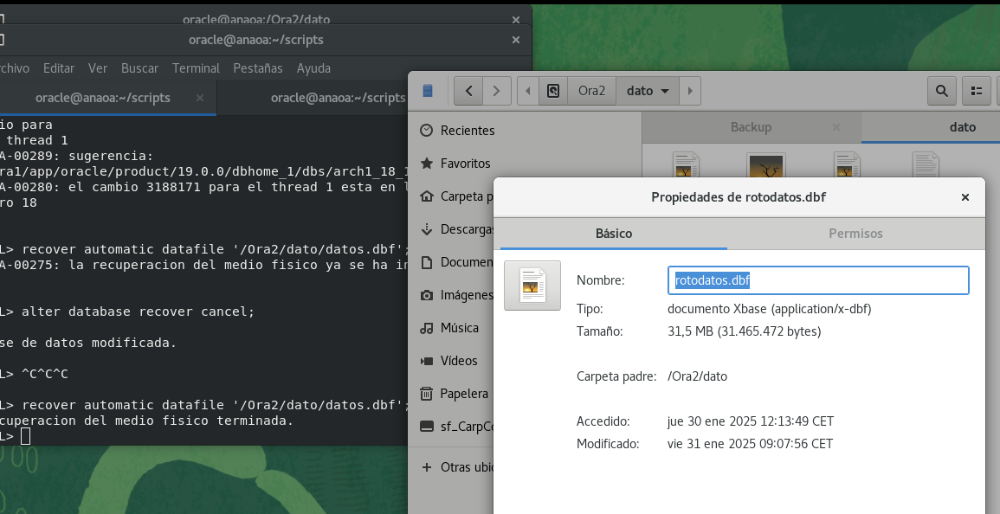 oracle@anaoa:/Ora2/dato
oracle@anaoa:~/scripts
rchivo Editar Ver Buscar Terminal Pestañas Ayuda
oracle@anaoa:~/scripts
oracle@anaoa:~/scripts
io para
thread 1
A-00289: sugerencia:
ra1/app/oracle/product/19.0.0/dbhome_1/dbs/arch1_18_1
A-00280: el cambio 3188171 para el thread 1 esta en l
ro 18
L> recover automatic datafile '/Ora2/dato/datos.dbf';
A-00275: la recuperacion del medio fisico ya se ha in
L> alter database recover cancel;
se de datos modificada.
L> ^C^C^C
L> recover automatic datafile '/Ora2/dato/datos.dbf';
cuperacion del medio fisico terminada.
L>
Ora2
dato
Recientes
Favoritos
Carpeta p
Descargas
Documen
Imágenes
Música
Vídeos
Papelera
sf_CarpCo
Otras ubi
Backup
dato
Propiedades de rotodatos.dbf
Básico
Permisos
Nombre: rotodatos.dbf
Tipo: documento Xbase (application/x-dbf)
Tamaño: 31,5 MB (31.465.472 bytes)
Carpeta padre: /Ora2/dato
Accedido: jue 30 ene 2025 12:13:49 CET
Modificado: vie 31 ene 2025 09:07:56 CET